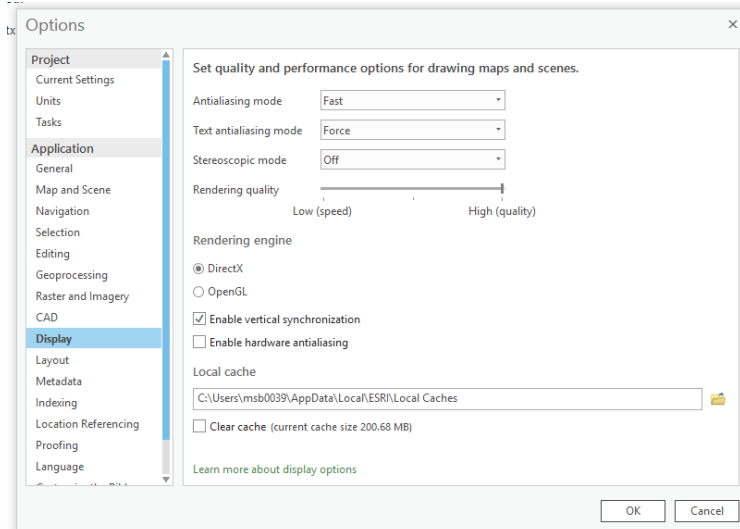 Options
Project
Current Settings
Units
Tasks
Application
General
Map and Scene
Navigation
Selection
Editing
Geoprocessing
Raster and Imagery
CAD
Display
Layout
Metadata
Indexing
Location Referencing
Proofing
Language
Set quality and performance options for drawing maps and scenes.
Antialiasing mode Fast
Text antialiasing mode Force
Stereoscopic mode Off
Rendering quality
Low (speed) High (quality)
Rendering engine
DirectX
OpenGL
Enable vertical synchronization
Enable hardware antialiasing
Local cache
C:\Users\msb0039\AppData\Local\ESRI\Local Caches
Clear cache (current cache size 200.68 MB)
Learn more about display options
OK Cancel